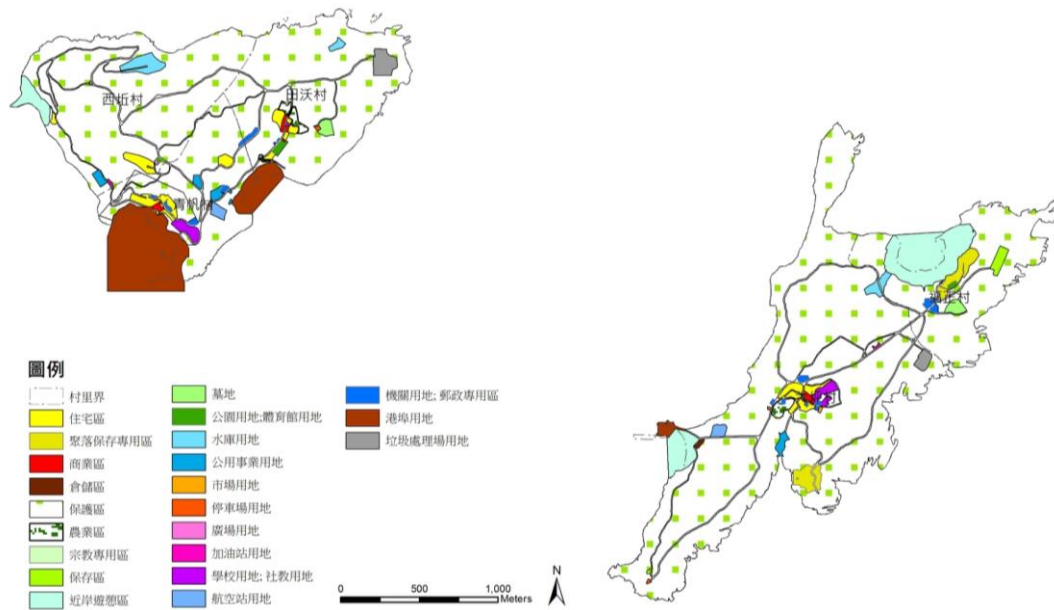 西坵村
田沃村
青帆村
福正村
圖例
村里界
住宅區
聚落保存專用區
商業區
倉儲區
保護區
農業區
宗教專用區
保存區
近岸遊憩區
墓地
公園用地;體育館用地
水庫用地
公用事業用地
市場用地
停車場用地
廣場用地
加油站用地
學校用地; 社教用地
航空站用地
機關用地; 郵政專用區
港埠用地
垃圾處理場用地
0 500 1,000
Meters
N